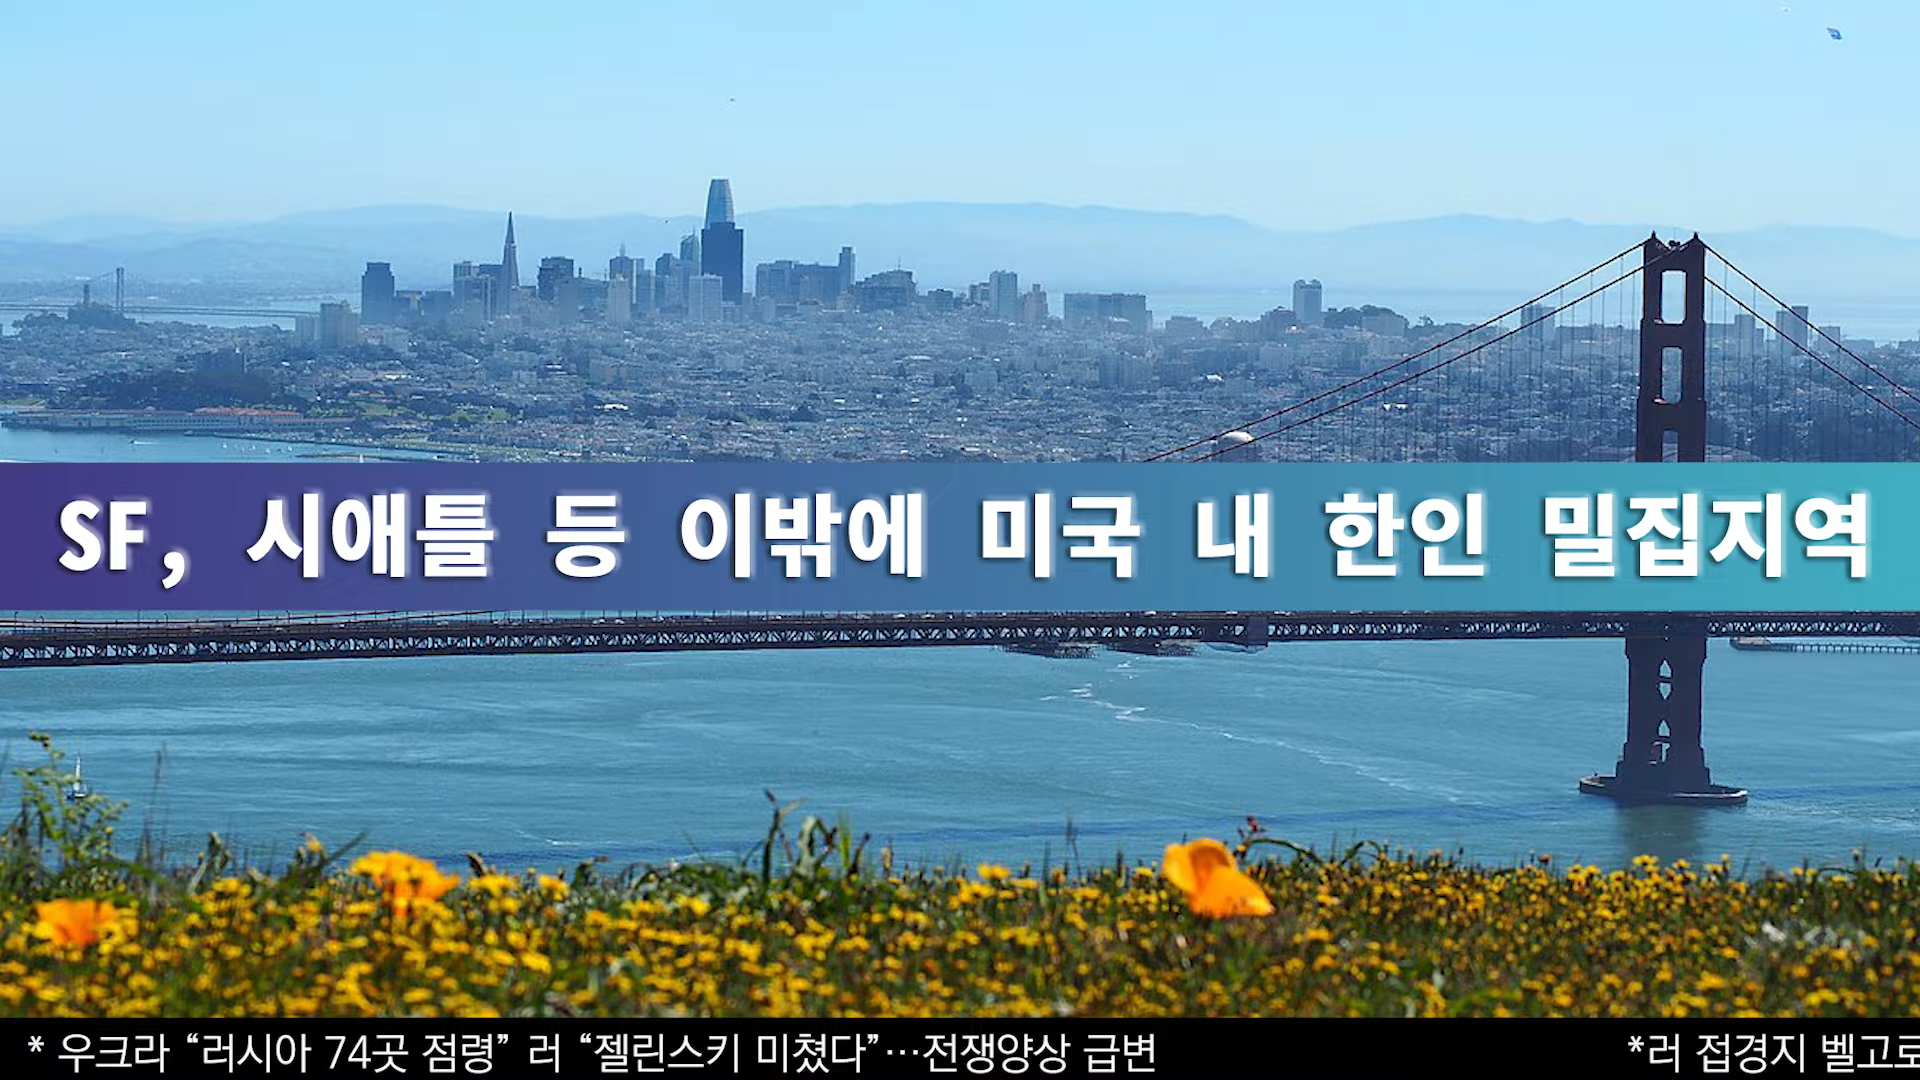 SF, 시애틀 등 이밖에 미국 내 한인 밀집지역
* 우크라 “러시아 74곳 점령” 러 “젤린스키 미쳤다”…전쟁양상 급변
*러 접경지 벨고로